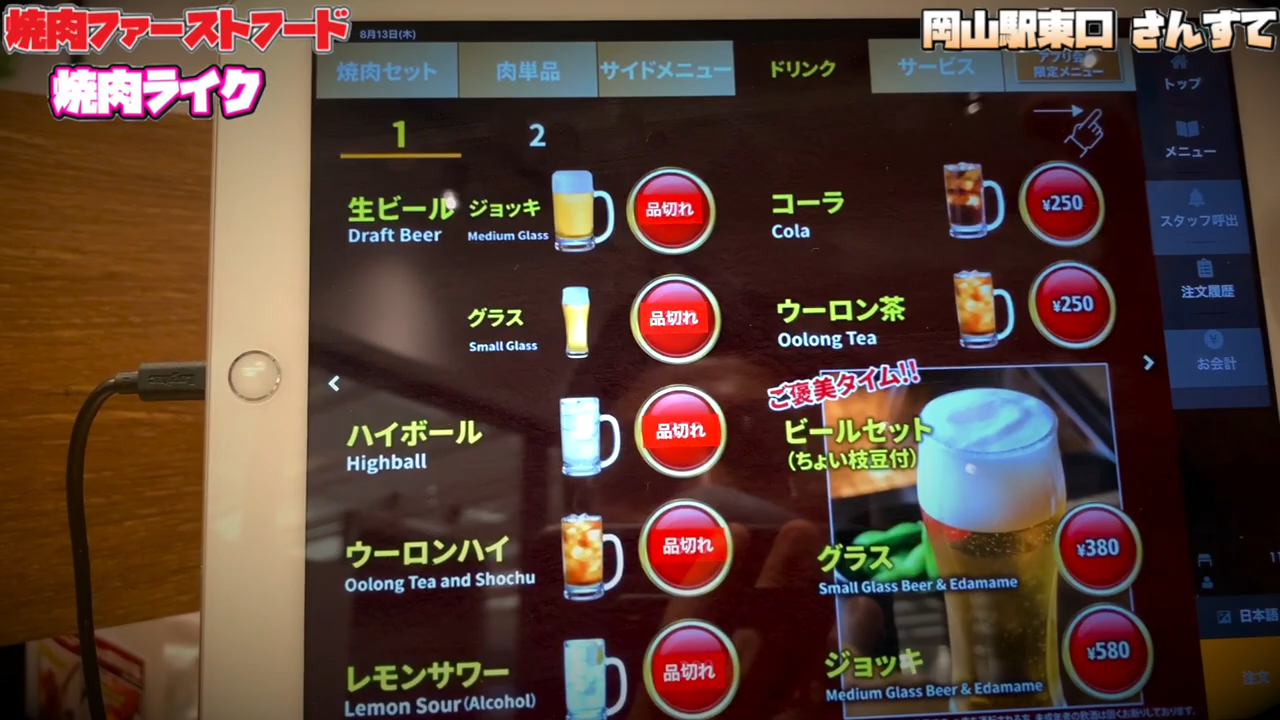 焼肉ファーストフード
焼肉ライク
岡山駅東口 さんすて
8月13日(木)
焼肉セット
肉単品
サイドメニュー
ドリンク
サービス
限定メニュー
1
2
生ビール ジョッキ
Draft Beer Medium Glass
品切れ
グラス
Small Glass
品切れ
ハイボール
Highball
品切れ
ウーロンハイ
Oolong Tea and Shochu
品切れ
レモンサワー
Lemon Sour(Alcohol)
品切れ
コーラ
Cola
¥250
ウーロン茶
Oolong Tea
¥250
ご褒美タイム!!
ビールセット
(ちょい枝豆付)
グラス
Small Glass Beer & Edamame
¥380
ジョッキ
Medium Glass Beer & Edamame
¥580
トップ
メニュー
スタッフ呼出
注文履歴
お会計
日本語
注文